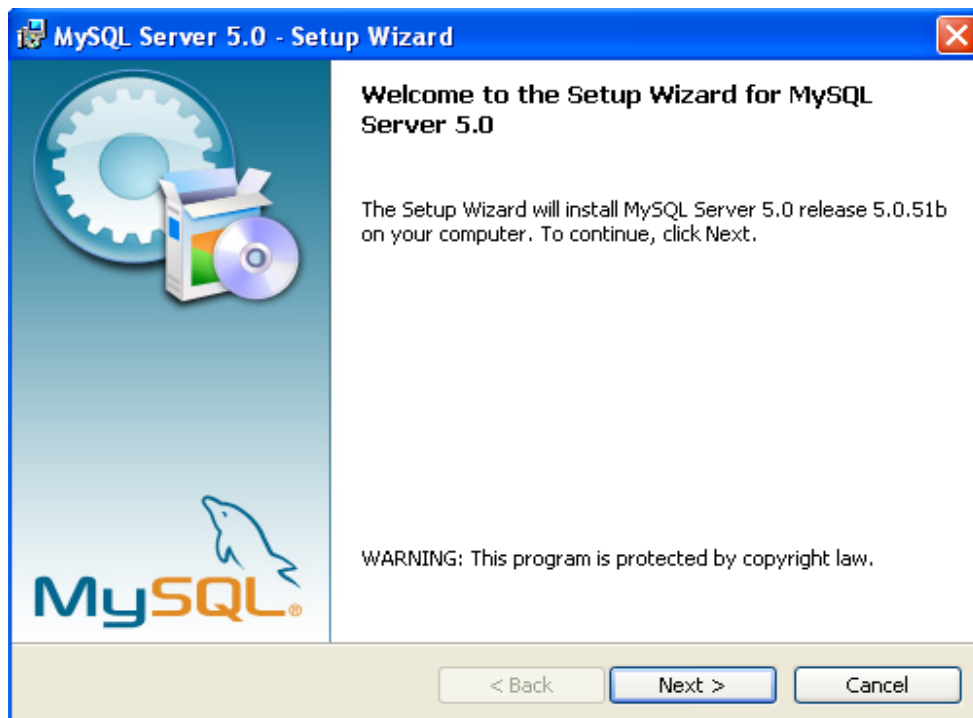 MySQL Server 5.0 - Setup Wizard
Welcome to the Setup Wizard for MySQL
Server 5.0
The Setup Wizard will install MySQL Server 5.0 release 5.0.51b
on your computer. To continue, click Next.
WARNING: This program is protected by copyright law.
MySQL®
< Back
Next >
Cancel